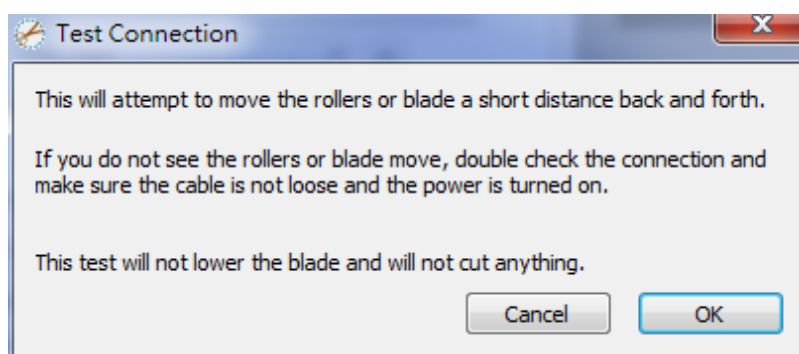 Test Connection
This will attempt to move the rollers or blade a short distance back and forth.
If you do not see the rollers or blade move, double check the connection and
make sure the cable is not loose and the power is turned on.
This test will not lower the blade and will not cut anything.
Cancel
OK